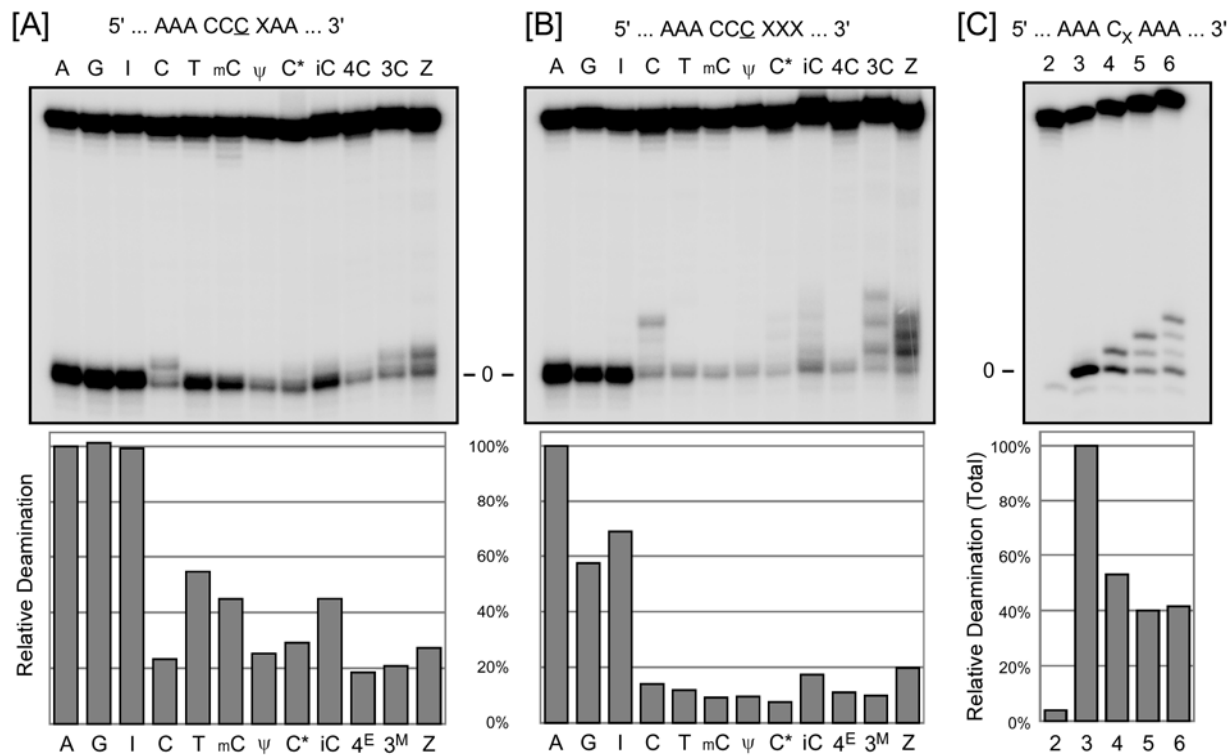 [A] 5' ... AAA CCC XAA ... 3'
A G I C T mC ψ C* iC 4C 3C Z
– 0 –
Relative Deamination
A G I C T mC ψ C* iC 4E 3M Z
[B] 5' ... AAA CCC XXX ... 3'
A G I C T mC ψ C* iC 4C 3C Z
100%
80%
60%
40%
20%
0%
A G I C T mC ψ C* iC 4E 3M Z
[C] 5' ... AAA CX AAA ... 3'
2 3 4 5 6
0 –
Relative Deamination (Total)
100%
80%
60%
40%
20%
0%
2 3 4 5 6